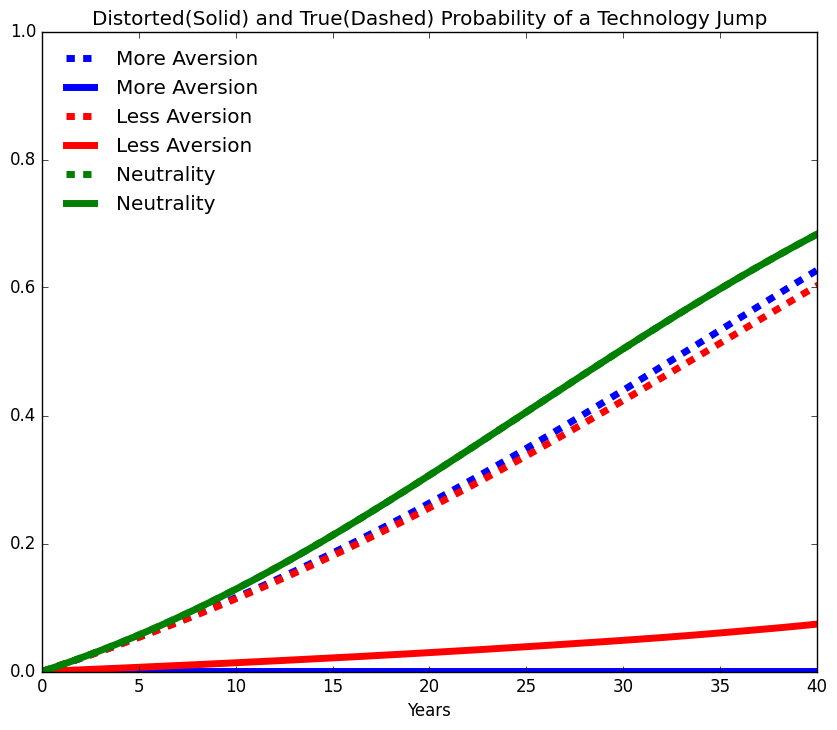 Distorted(Solid) and True(Dashed) Probability of a Technology Jump
1.0
More Aversion
More Aversion
Less Aversion
Less Aversion
Neutrality
Neutrality
0.8
0.6
0.4
0.2
0.0
0 5 10 15 20 25 30 35 40
Years